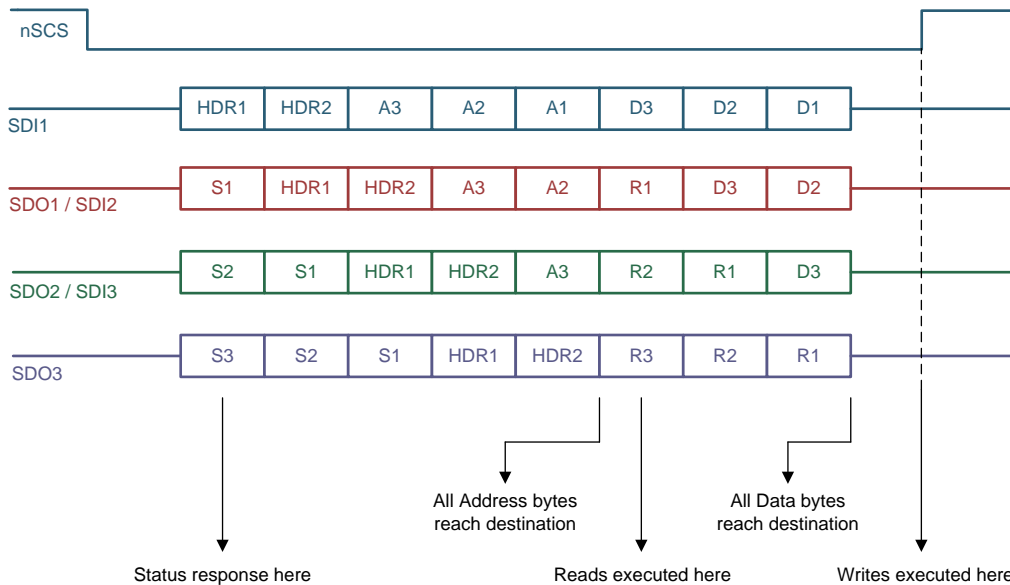 nSCS
HDR1 HDR2 A3 A2 A1 D3 D2 D1
SDI1
S1 HDR1 HDR2 A3 A2 R1 D3 D2
SDO1 / SDI2
S2 S1 HDR1 HDR2 A3 R2 R1 D3
SDO2 / SDI3
S3 S2 S1 HDR1 HDR2 R3 R2 R1
SDO3
All Address bytes
reach destination
All Data bytes
reach destination
Status response here
Reads executed here
Writes executed here